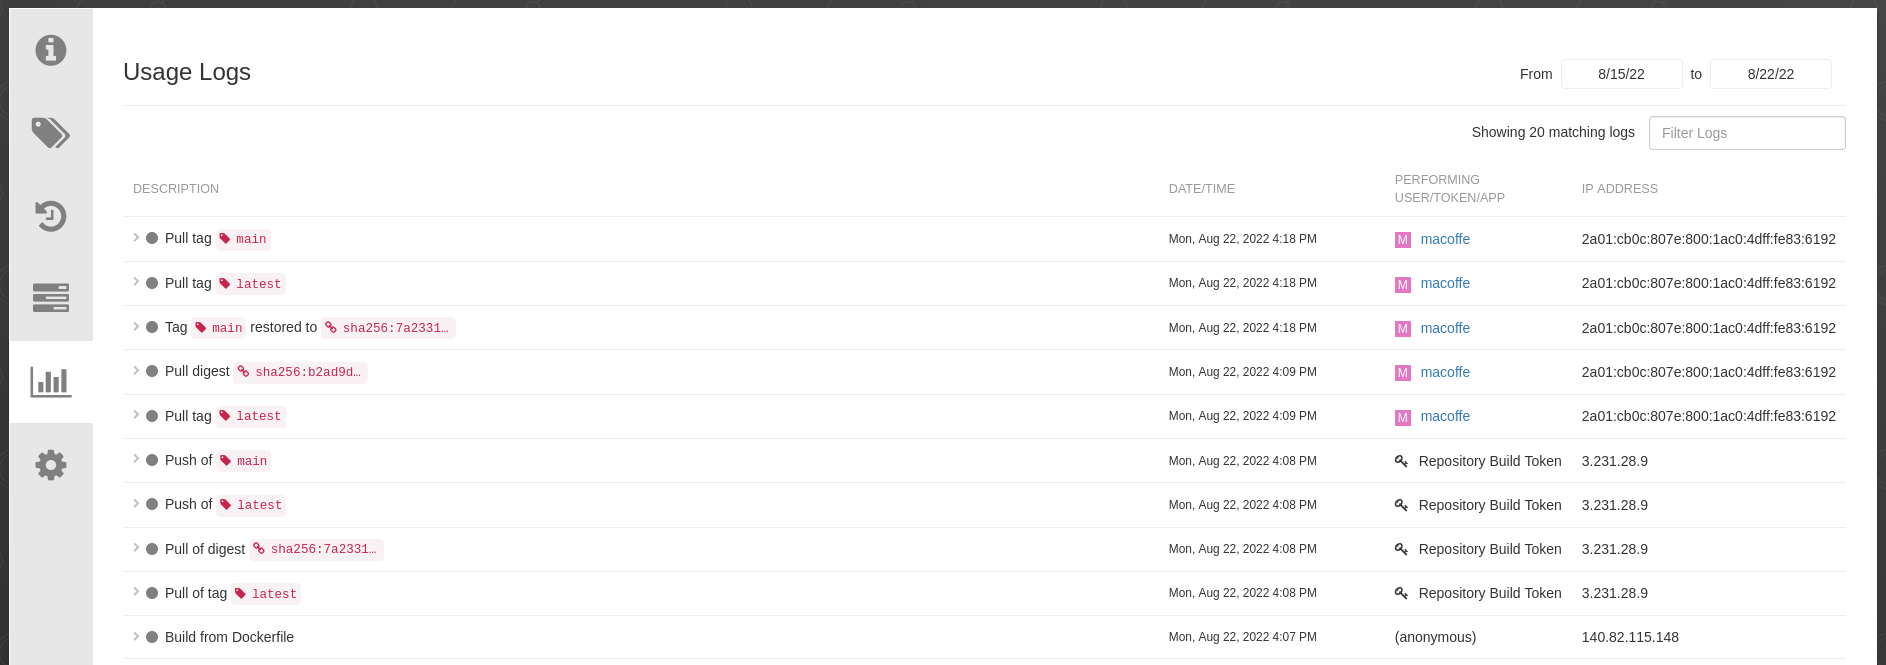 Usage Logs
From 8/15/22 to 8/22/22
Showing 20 matching logs Filter Logs
DESCRIPTION DATE/TIME PERFORMING USER/TOKEN/APP IP ADDRESS
Pull tag main Mon, Aug 22, 2022 4:18 PM M macoffe 2a01:cb0c:807e:800:1ac0:4dff:fe83:6192
Pull tag latest Mon, Aug 22, 2022 4:18 PM M macoffe 2a01:cb0c:807e:800:1ac0:4dff:fe83:6192
Tag main restored to sha256:7a2331… Mon, Aug 22, 2022 4:18 PM M macoffe 2a01:cb0c:807e:800:1ac0:4dff:fe83:6192
Pull digest sha256:b2ad9d… Mon, Aug 22, 2022 4:09 PM M macoffe 2a01:cb0c:807e:800:1ac0:4dff:fe83:6192
Pull tag latest Mon, Aug 22, 2022 4:09 PM M macoffe 2a01:cb0c:807e:800:1ac0:4dff:fe83:6192
Push of main Mon, Aug 22, 2022 4:08 PM Repository Build Token 3.231.28.9
Push of latest Mon, Aug 22, 2022 4:08 PM Repository Build Token 3.231.28.9
Pull of digest sha256:7a2331… Mon, Aug 22, 2022 4:08 PM Repository Build Token 3.231.28.9
Pull of tag latest Mon, Aug 22, 2022 4:08 PM Repository Build Token 3.231.28.9
Build from Dockerfile Mon, Aug 22, 2022 4:07 PM (anonymous) 140.82.115.148